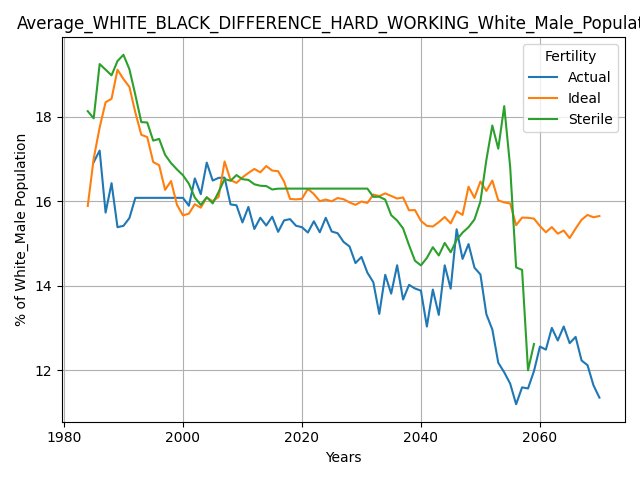 Average_WHITE_BLACK_DIFFERENCE_HARD_WORKING_White_Male_Populat
Fertility
Actual
Ideal
Sterile
% of White_Male Population
18
16
14
12
1980
2000
2020
2040
2060
Years